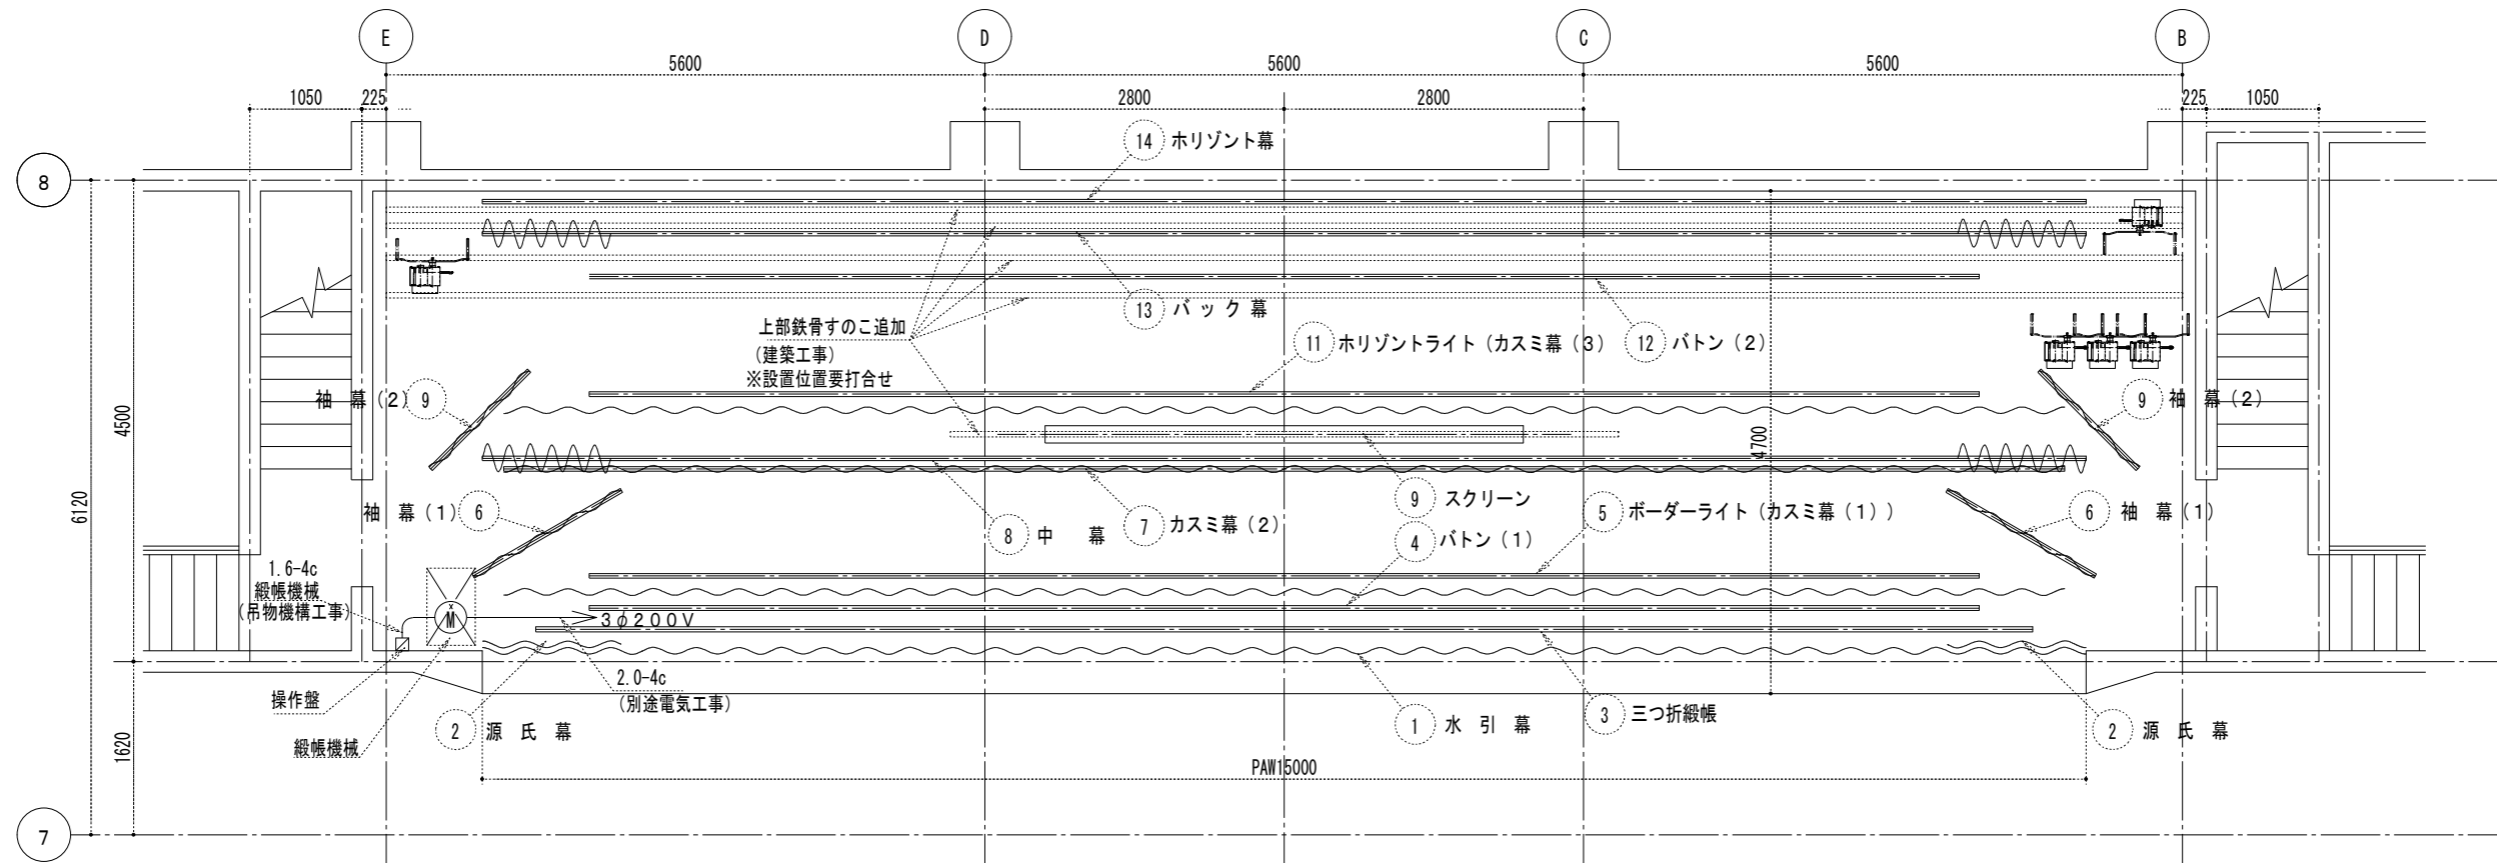 E
D
C
B
5600
5600
5600
1050
225
2800
2800
225
1050
14 ホリゾント幕
8
13 バック幕
上部鉄骨すのこ追加
(建築工事)
※設置位置要打合せ
11 ホリゾントライト(カスミ幕(3)
12 バトン(2)
袖 幕(2) 9
9 袖 幕(2)
4500
4700
6120
9 スクリーン
袖 幕(1) 6
8 中 幕
7 カスミ幕(2)
5 ボーダーライト(カスミ幕(1))
6 袖 幕(1)
4 バトン(1)
1.6-4c
緞帳機械
(吊物機構工事)
M
3φ200V
2.0-4c
(別途電気工事)
操作盤
緞帳機械
2 源 氏 幕
1 水 引 幕
3 三つ折緞帳
2 源 氏 幕
1620
PAW15000
7